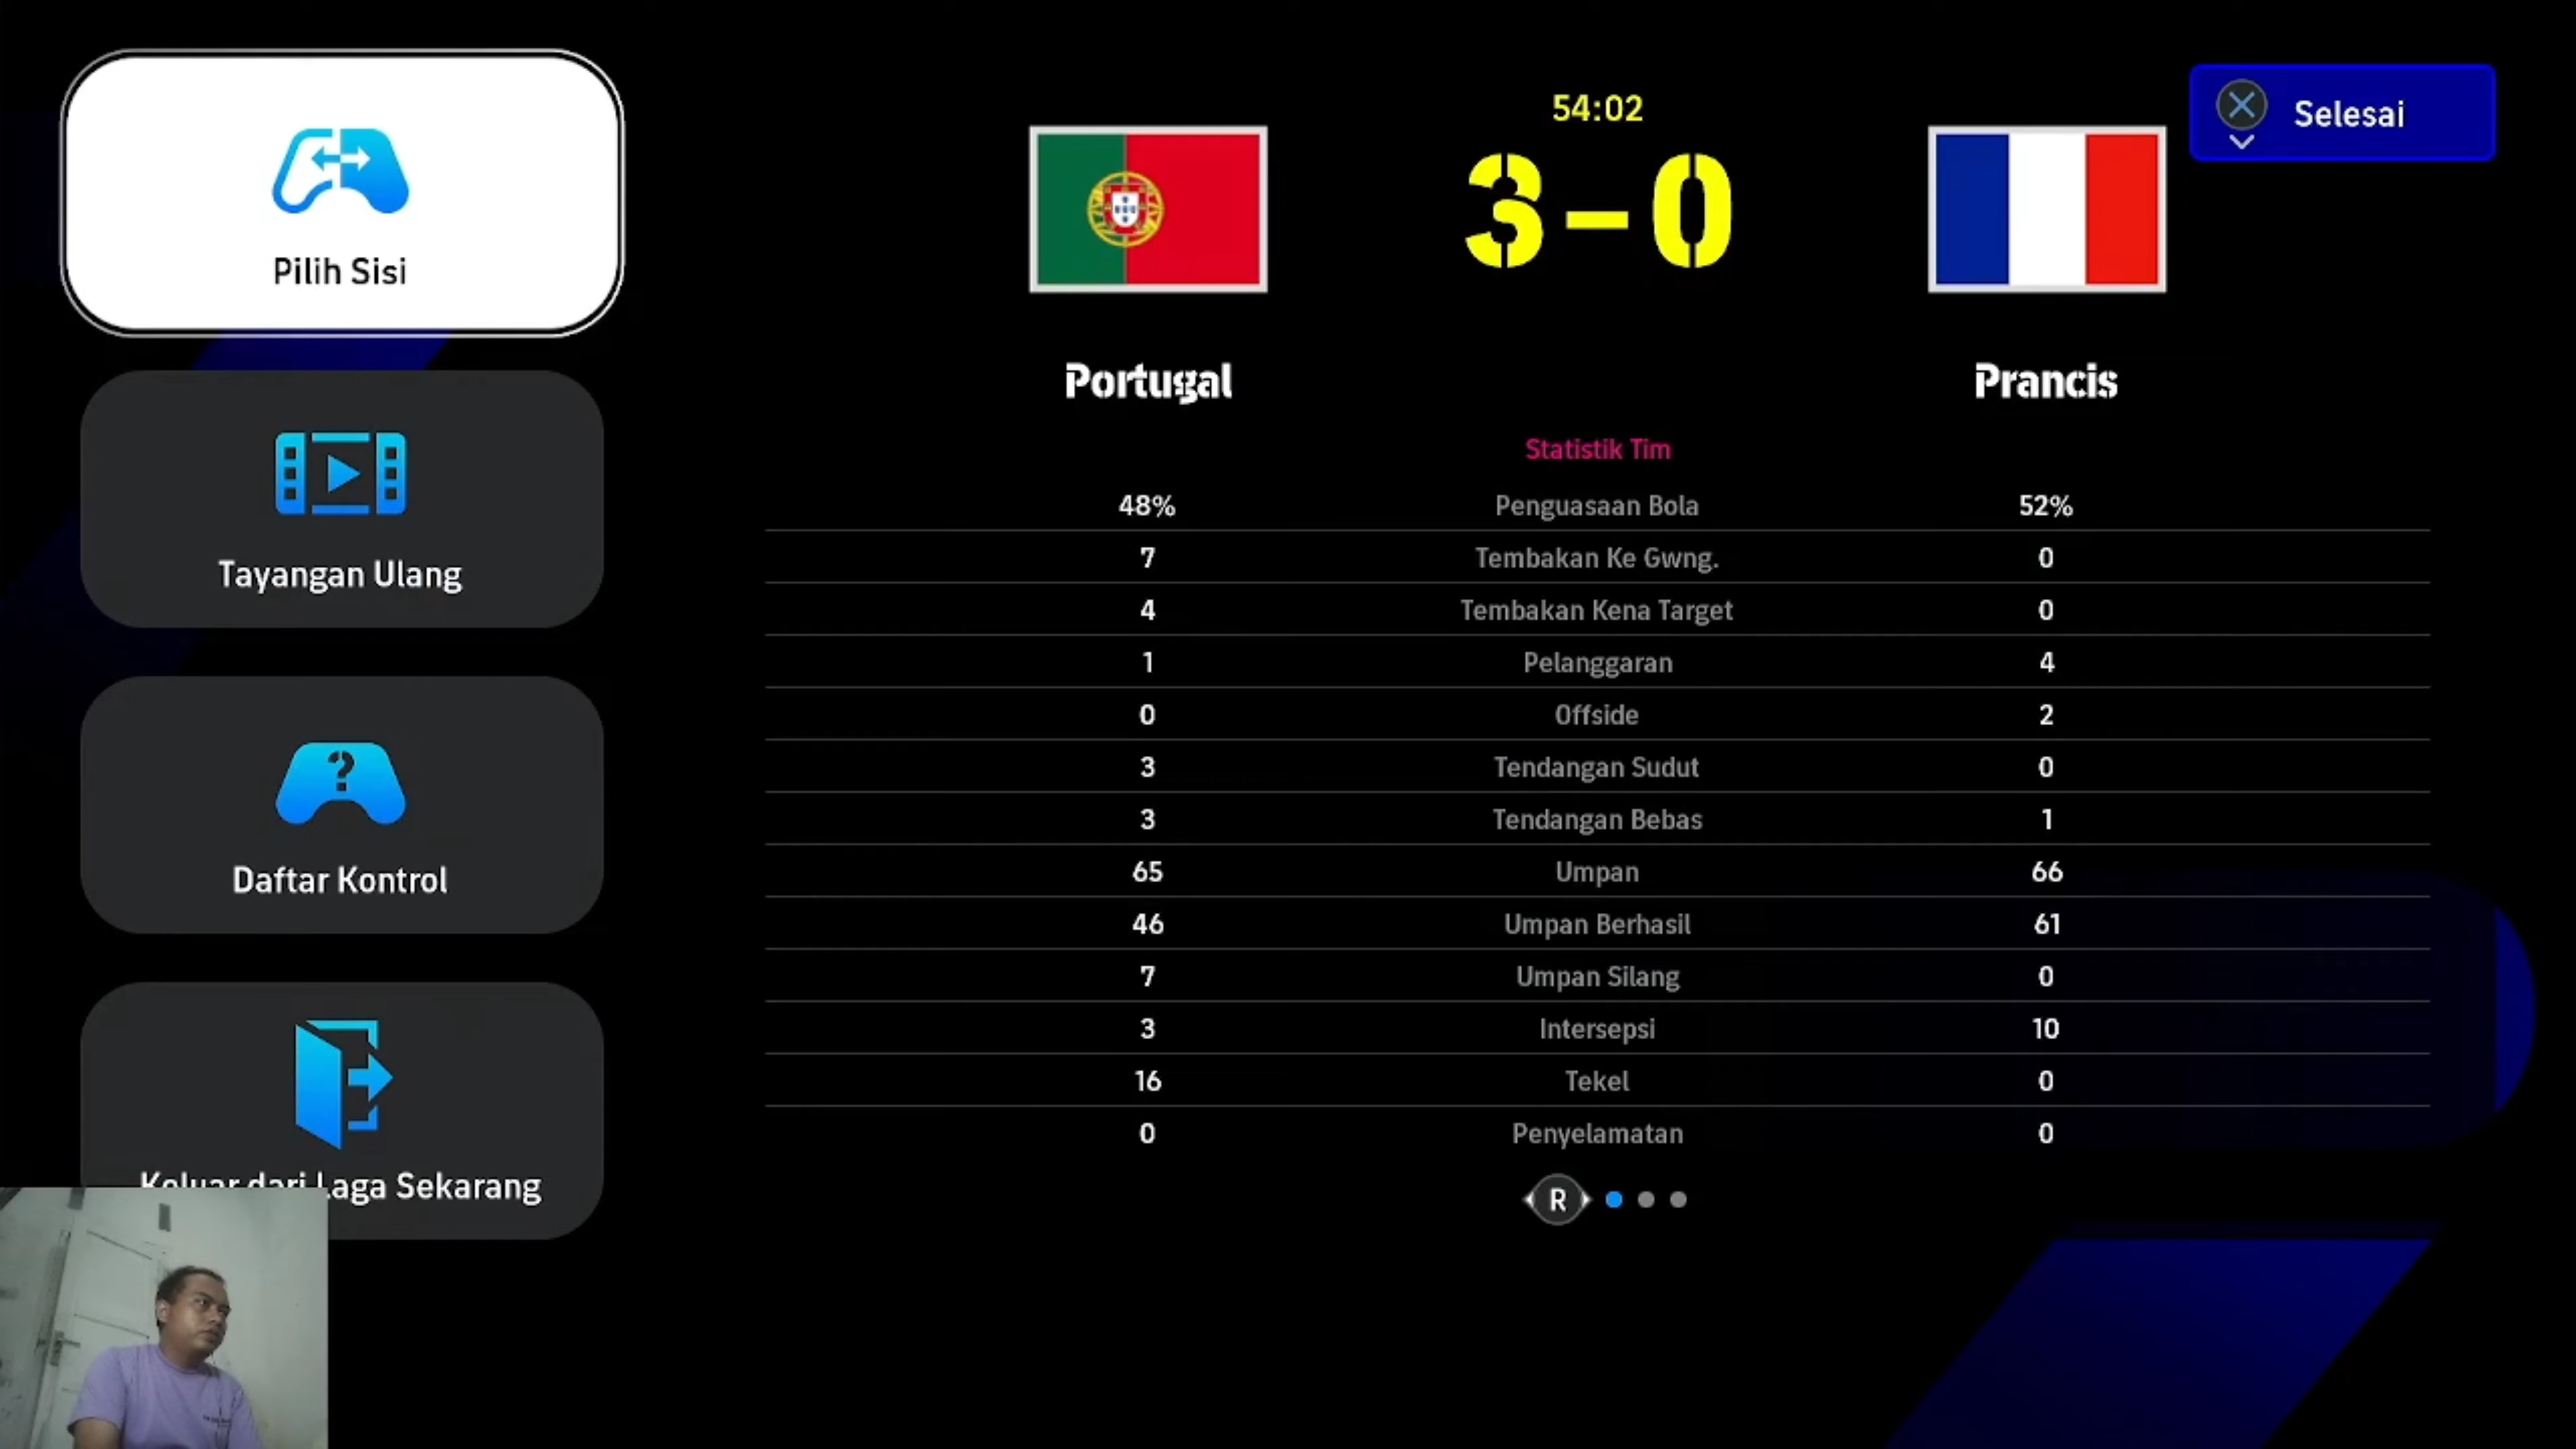 Pilih Sisi
Tayangan Ulang
Daftar Kontrol
Keluar dari Laga Sekarang
54:02
3-0
Selesai
Portugal Prancis
Statistik Tim
48% Penguasaan Bola 52%
7 Tembakan Ke Gwng. 0
4 Tembakan Kena Target 0
1 Pelanggaran 4
0 Offside 2
3 Tendangan Sudut 0
3 Tendangan Bebas 1
65 Umpan 66
46 Umpan Berhasil 61
7 Umpan Silang 0
3 Intersepsi 10
16 Tekel 0
0 Penyelamatan 0
R